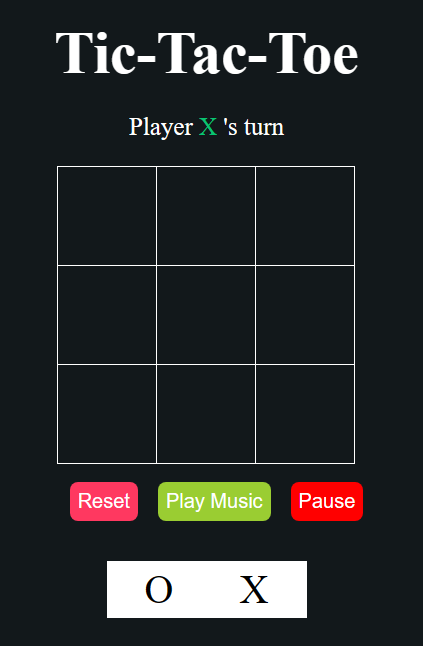 Tic-Tac-Toe
Player X 's turn
Reset Play Music Pause
O X